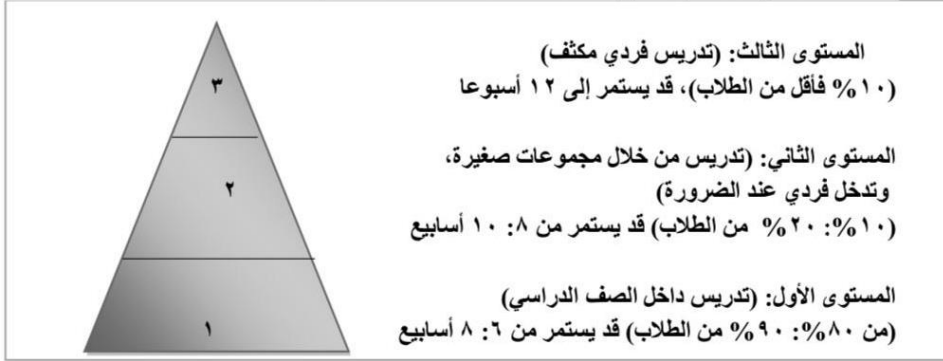 ٣
المستوى الثالث: (تدريس فردي مكثف)
(١٠% فأقل من الطلاب)، قد يستمر إلى ١٢ أسبوعا
٢
المستوى الثاني: (تدريس من خلال مجموعات صغيرة،
وتدخل فردي عند الضرورة)
(١٠%: ٢٠% من الطلاب) قد يستمر من ٨: ١٠ أسابيع
المستوى الأول: (تدريس داخل الصف الدراسي)
(من ٨٠%: ٩٠% من الطلاب) قد يستمر من ٦: ٨ أسابيع
١